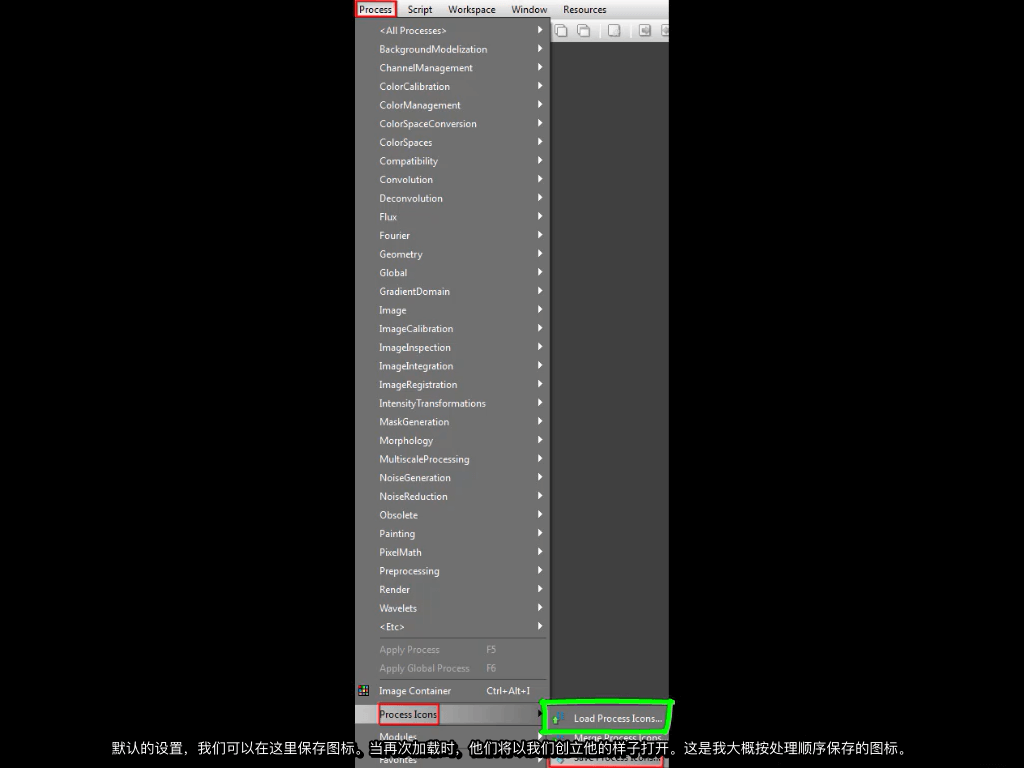 Process Script Workspace Window Resources
<All Processes>
BackgroundModelization
ChannelManagement
ColorCalibration
ColorManagement
ColorSpaceConversion
ColorSpaces
Compatibility
Convolution
Deconvolution
Flux
Fourier
Geometry
Global
GradientDomain
Image
ImageCalibration
ImageInspection
ImageIntegration
ImageRegistration
IntensityTransformations
MaskGeneration
Morphology
MultiscaleProcessing
NoiseGeneration
NoiseReduction
Obsolete
Painting
PixelMath
Preprocessing
Render
Wavelets
<Etc>
Apply Process F5
Apply Global Process F6
Image Container Ctrl+Alt+I
Process Icons
Load Process Icons...
Modules
Merge Process Icons...
Favorites
Save Process Icons...
默认的设置，我们可以在这里保存图标。当再次加载时，他们将以我们创立他的样子打开。这是我大概按处理顺序保存的图标。